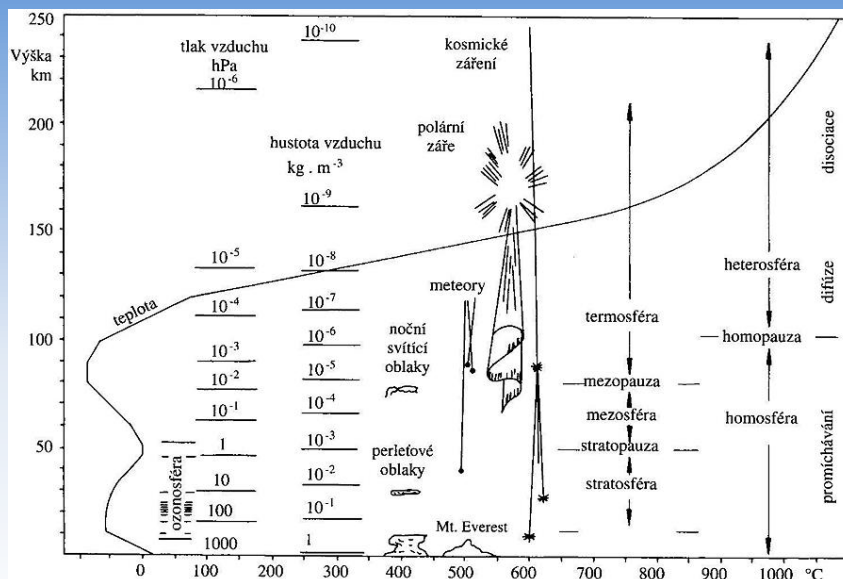 250
Výška
km
200
150
100
50
tlak vzduchu
hPa
10⁻⁶
10⁻⁵
10⁻⁴
10⁻³
10⁻²
10⁻¹
1
10
100
1000
teplota
ozonosféra
10⁻¹⁰
hustota vzduchu
kg . m⁻³
10⁻⁹
10⁻⁸
10⁻⁷
10⁻⁶
10⁻⁵
10⁻⁴
10⁻³
10⁻²
10⁻¹
1
kosmické
záření
polární
záře
meteory
noční
svítící
oblaky
perleťové
oblaky
Mt. Everest
termosféra
mezopauza
mezosféra
stratopauza
stratosféra
heterosféra
homopauza
homosféra
disociace
difúze
promíchávání
0 100 200 300 400 500 600 700 800 900 1000 °C